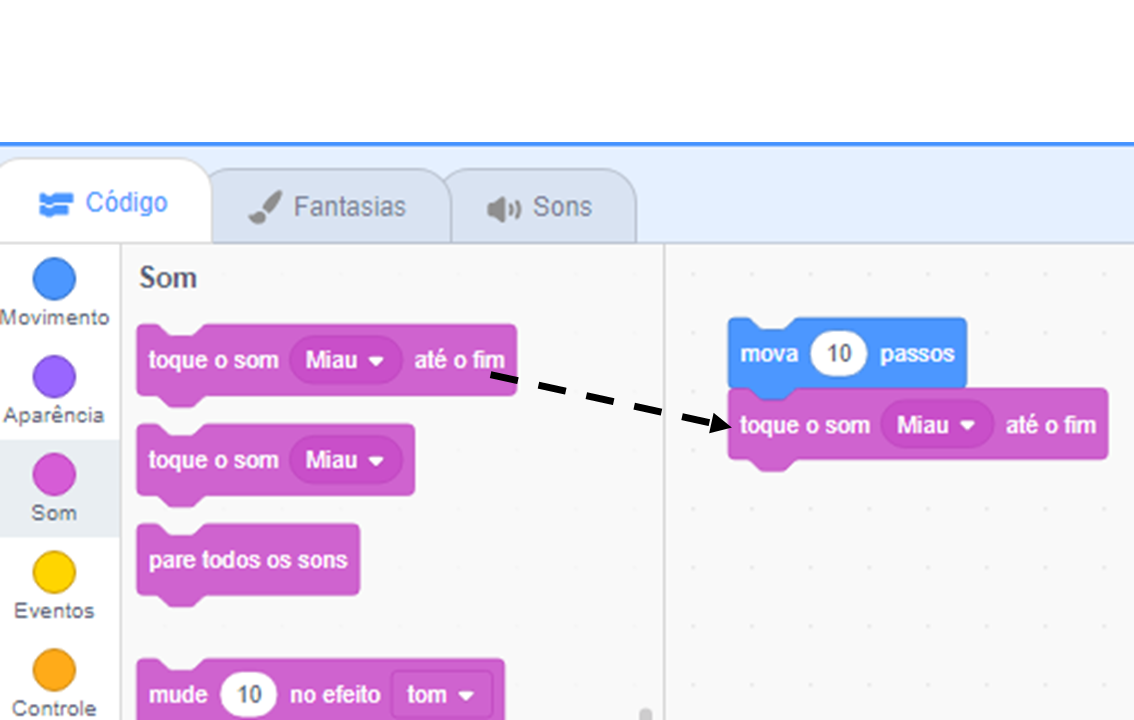 Código
Fantasias
Sons
Movimento
Aparência
Som
Eventos
Controle
Som
toque o som Miau até o fim
toque o som Miau
pare todos os sons
mude 10 no efeito tom
mova 10 passos
toque o som Miau até o fim